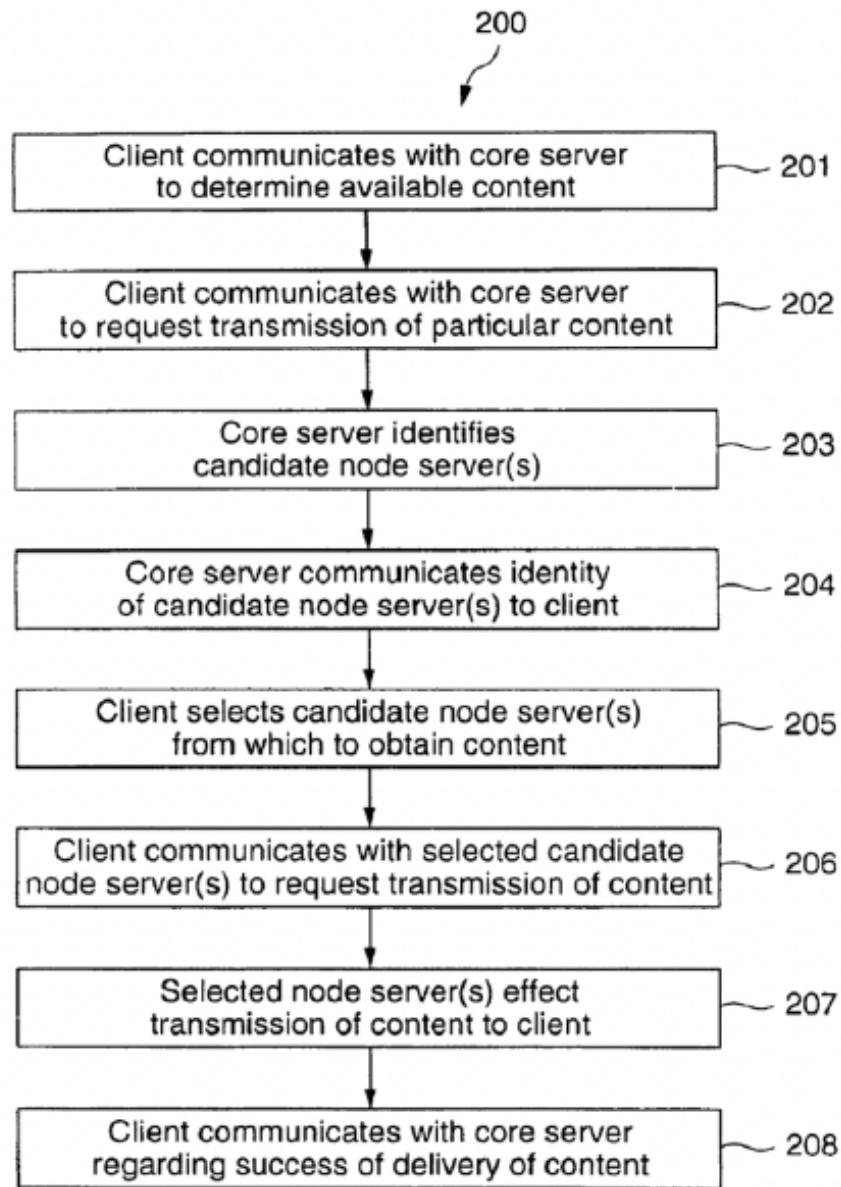 200
Client communicates with core server
to determine available content
201
Client communicates with core server
to request transmission of particular content
202
Core server identifies
candidate node server(s)
203
Core server communicates identity
of candidate node server(s) to client
204
Client selects candidate node server(s)
from which to obtain content
205
Client communicates with selected candidate
node server(s) to request transmission of content
206
Selected node server(s) effect
transmission of content to client
207
Client communicates with core server
regarding success of delivery of content
208